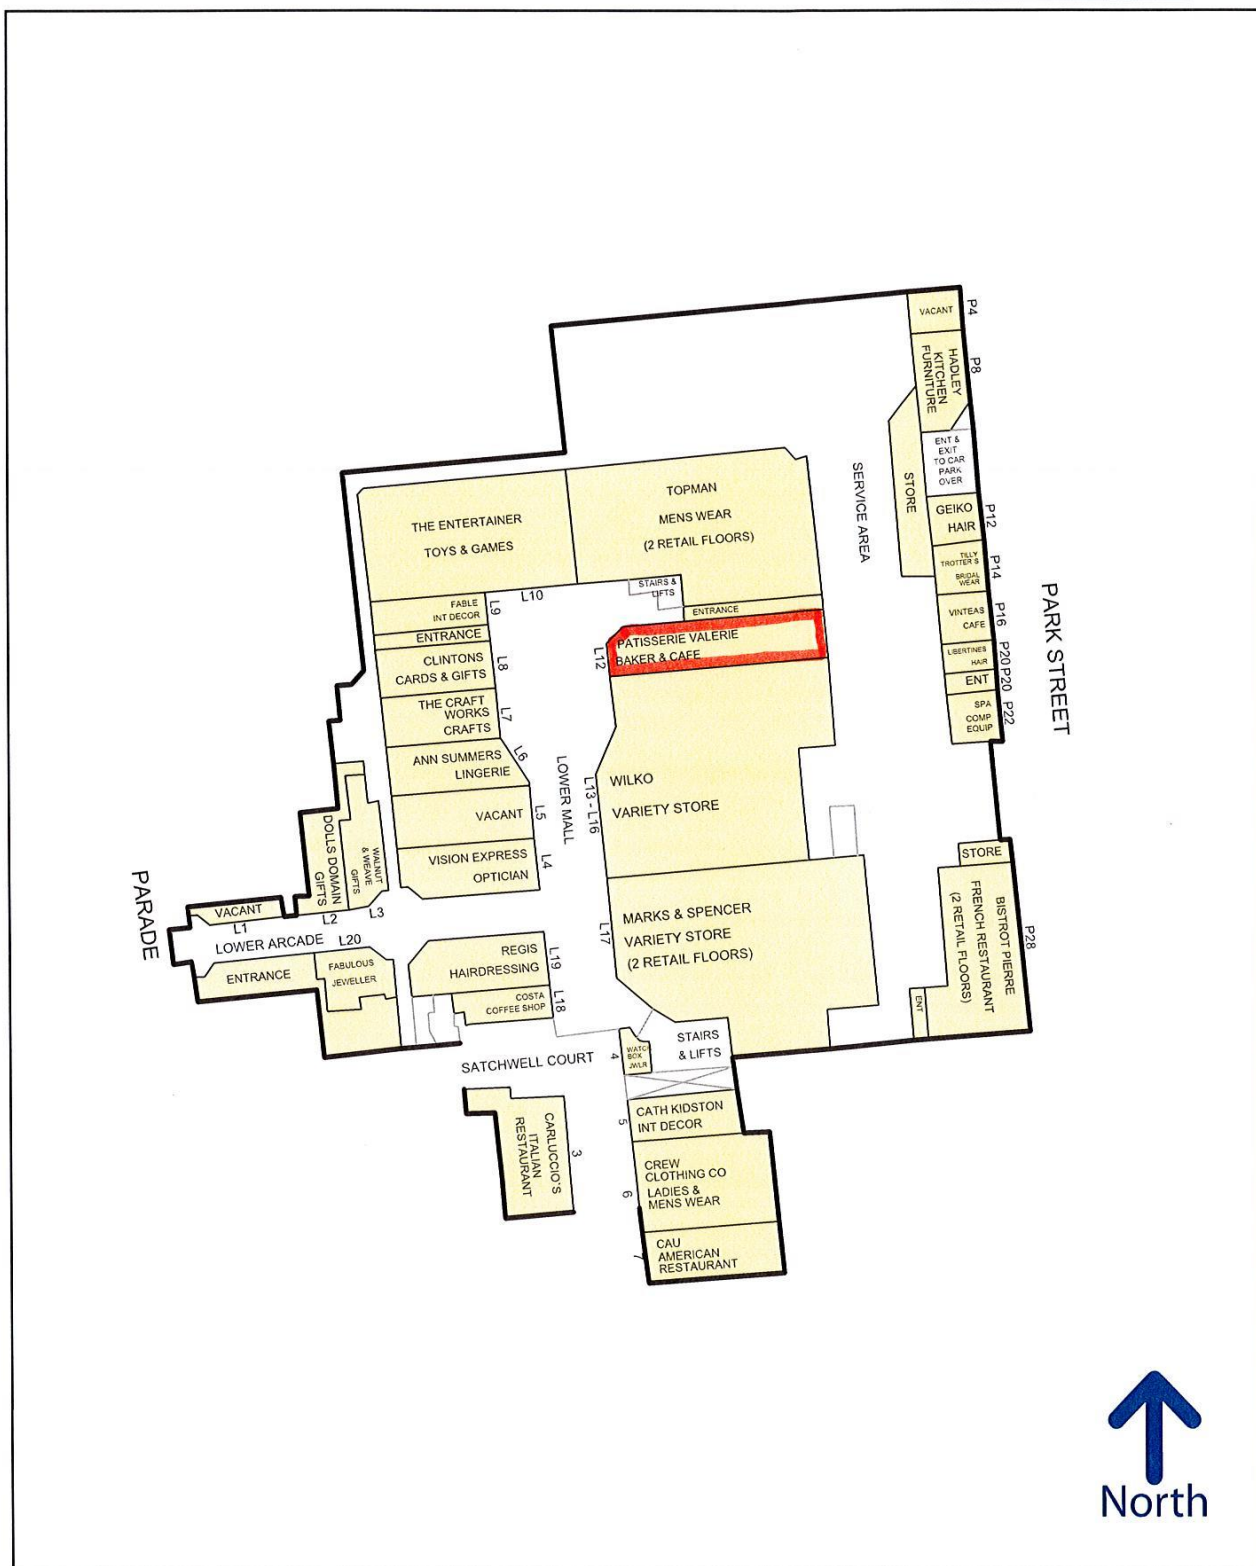 P4
VACANT
P8
HADLEY
KITCHEN
FURNITURE
ENT &
EXIT
TO CAR
PARK
OVER
STORE
SERVICE AREA
P12
GEIKO
HAIR
P14
TILLY
TROTTER'S
BRIDAL
WEAR
P16
VINTEAS
CAFE
P20
LIBERTINES
HAIR
P20
ENT
P22
SPA
COMP
EQUIP
PARK STREET
TOPMAN
MENS WEAR
(2 RETAIL FLOORS)
THE ENTERTAINER
TOYS & GAMES
L10
STAIRS &
LIFTS
ENTRANCE
L9
FABLE
INT DECOR
ENTRANCE
L8
CLINTONS
CARDS & GIFTS
L7
THE CRAFT
WORKS
CRAFTS
L6
ANN SUMMERS
LINGERIE
L5
VACANT
L4
VISION EXPRESS
OPTICIAN
LOWER MALL
L12
PATISSERIE VALERIE
BAKER & CAFE
L13 - L16
WILKO
VARIETY STORE
L17
MARKS & SPENCER
VARIETY STORE
(2 RETAIL FLOORS)
STORE
P28
BISTROT PIERRE
FRENCH RESTAURANT
(2 RETAIL FLOORS)
ENT
DOLLS DOMAIN
GIFTS
WALNUT
& WEAVE
GIFTS
PARADE
VACANT
L1
L2
L3
LOWER ARCADE
L20
ENTRANCE
FABULOUS
JEWELLER
L19
REGIS
HAIRDRESSING
L18
COSTA
COFFEE SHOP
SATCHWELL COURT
4
WATCH
BOX
JWLR
STAIRS
& LIFTS
5
CATH KIDSTON
INT DECOR
3
CARLUCCIO'S
ITALIAN
RESTAURANT
6
CREW
CLOTHING CO
LADIES &
MENS WEAR
7
CAU
AMERICAN
RESTAURANT
North